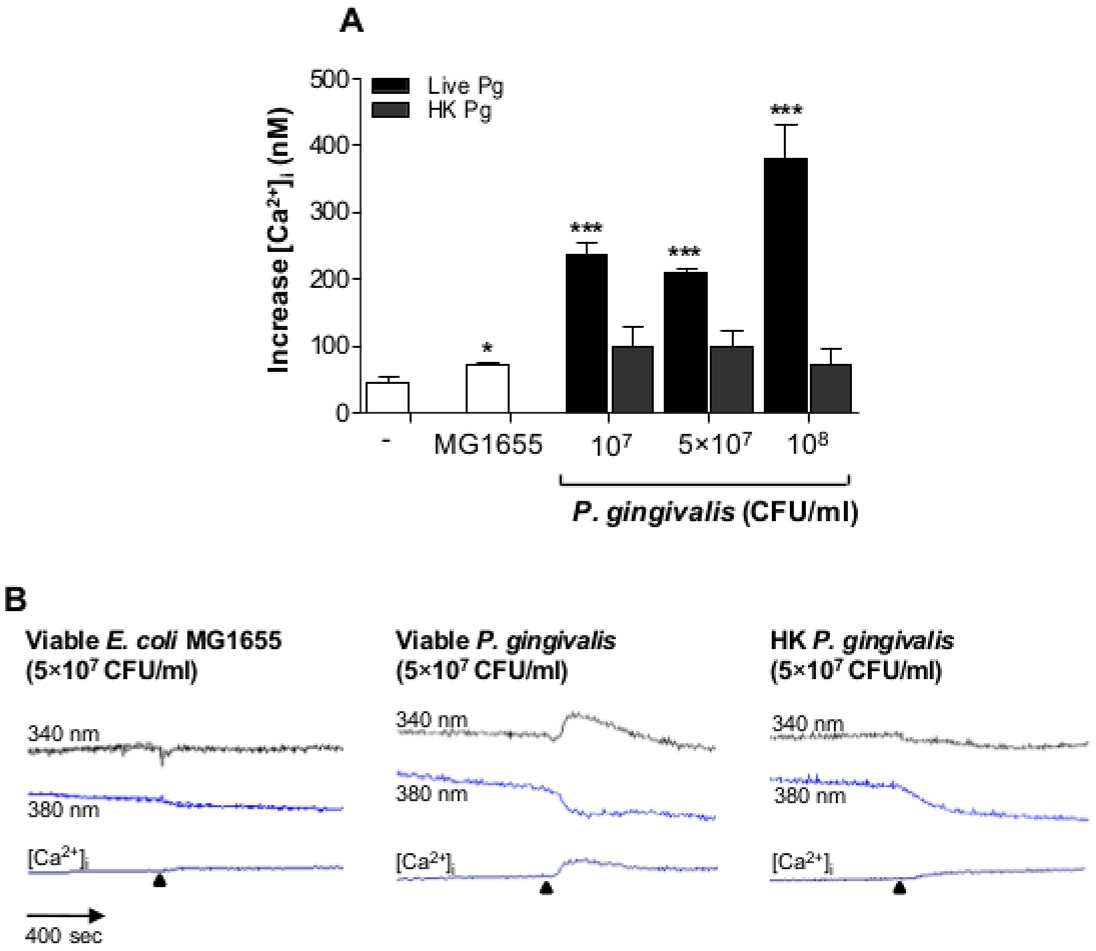 A
Increase [Ca²⁺]ᵢ (nM)
500
400
300
200
100
0
Live Pg
HK Pg
*
***
***
***
-
MG1655
10⁷
5×10⁷
10⁸
P. gingivalis (CFU/ml)
B
Viable E. coli MG1655
(5×10⁷ CFU/ml)
340 nm
380 nm
[Ca²⁺]ᵢ
400 sec
Viable P. gingivalis
(5×10⁷ CFU/ml)
340 nm
380 nm
[Ca²⁺]ᵢ
HK P. gingivalis
(5×10⁷ CFU/ml)
340 nm
380 nm
[Ca²⁺]ᵢ